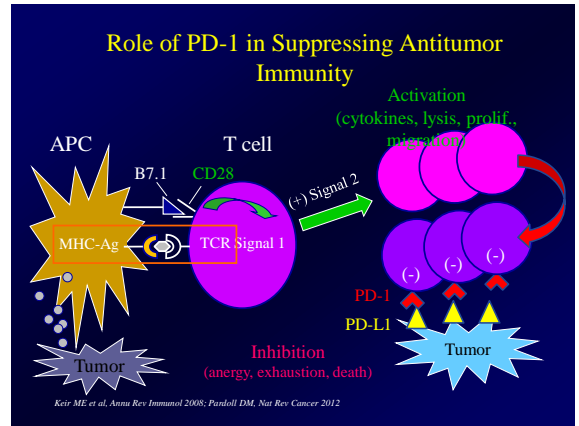 Role of PD-1 in Suppressing Antitumor
Immunity
Activation
(cytokines, lysis, prolif.,
migration)
APC
T cell
B7.1
CD28
(+) Signal 2
MHC-Ag
TCR Signal 1
(-)
(-)
(-)
PD-1
PD-L1
Tumor
Tumor
Inhibition
(anergy, exhaustion, death)
Keir ME et al, Annu Rev Immunol 2008; Pardoll DM, Nat Rev Cancer 2012